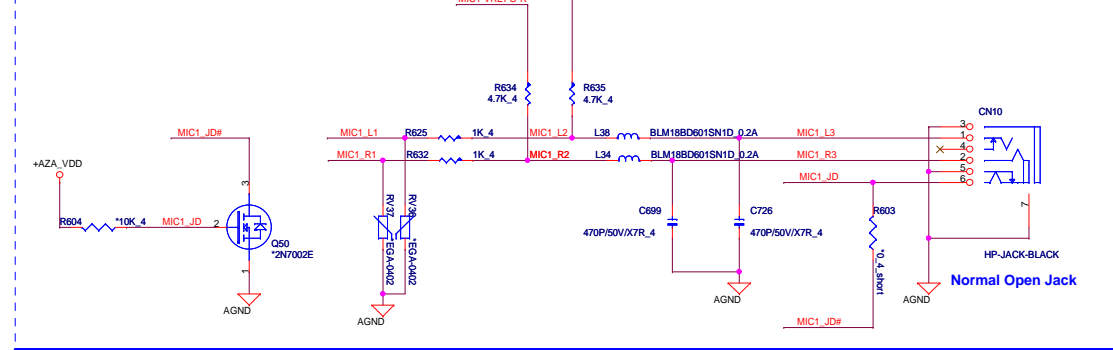 R634
4.7K_4
R635
4.7K_4
CN10
MIC1_JD#
MIC1_L1
R625
1K_4
MIC1_L2
L38
BLM18BD601SN1D_0.2A
MIC1_L3
3
1
4
2
5
6
+AZA_VDD
MIC1_R1
R632
1K_4
MIC1_R2
L34
BLM18BD601SN1D_0.2A
MIC1_R3
MIC1_JD
3
R604
*10K_4
MIC1_JD
2
Q50
*2N7002E
1
RV37
*EGA-0402
*EGA-0402
C699
470P/50V/X7R_4
C726
470P/50V/X7R_4
R603
*0_4_short
7
HP-JACK-BLACK
Normal Open Jack
AGND
AGND
AGND
AGND
MIC1_JD#